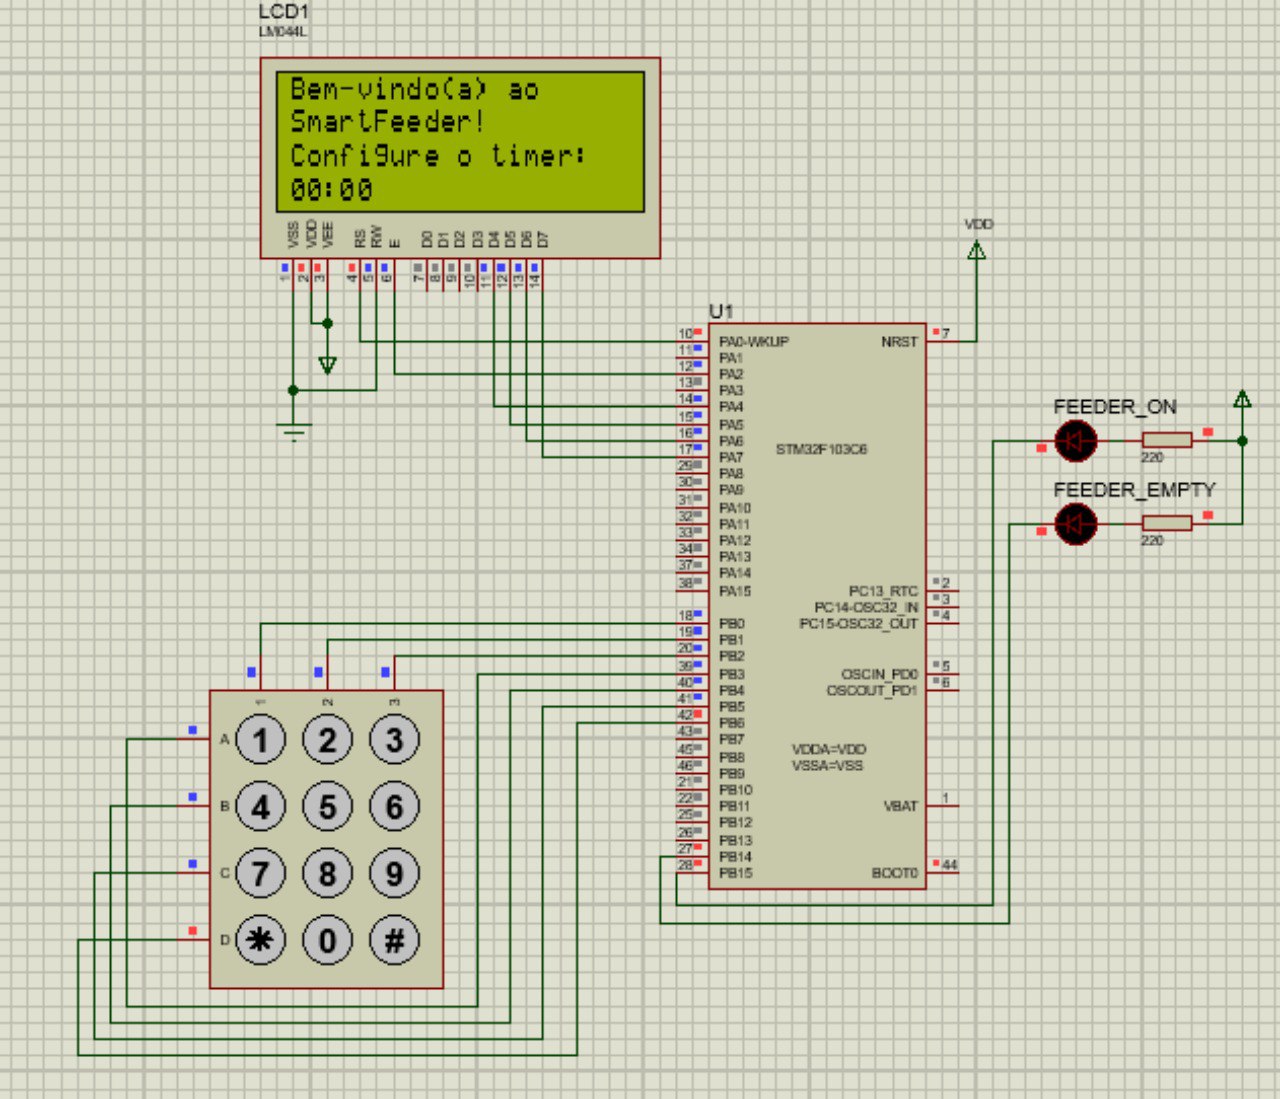 LCD1
LM044L
Bem-vindo(a) ao
SmartFeeder!
Configure o timer:
00:00
VSS
VDD
VEE
RS
RW
E
D0
D1
D2
D3
D4
D5
D6
D7
1
2
3
4
5
6
7
8
9
10
11
12
13
14
VDD
U1
10 PA0-WKUP
11 PA1
12 PA2
13 PA3
14 PA4
15 PA5
16 PA6
17 PA7
29 PA8
30 PA9
31 PA10
32 PA11
33 PA12
34 PA13
37 PA14
38 PA15
18 PB0
19 PB1
20 PB2
39 PB3
40 PB4
41 PB5
42 PB6
43 PB7
45 PB8
46 PB9
21 PB10
22 PB11
25 PB12
26 PB13
27 PB14
28 PB15
STM32F103C6
VDDA=VDD
VSSA=VSS
NRST 7
PC13_RTC 2
PC14-OSC32_IN 3
PC15-OSC32_OUT 4
OSCIN_PD0 5
OSCOUT_PD1 6
VBAT 1
BOOT0 44
FEEDER_ON
220
FEEDER_EMPTY
220
1 2 3
A 1 2 3
B 4 5 6
C 7 8 9
D * 0 #